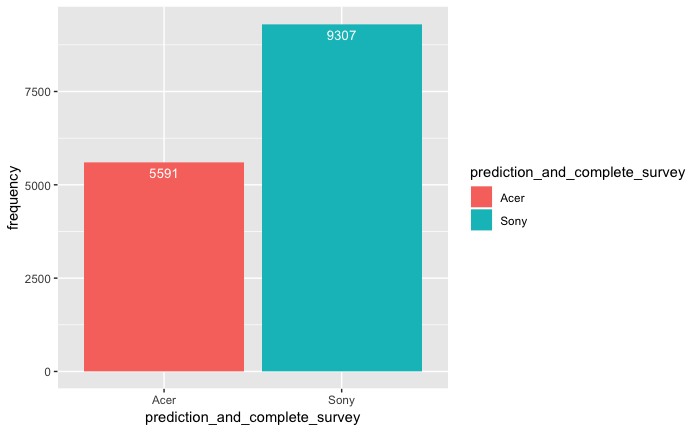 9307
7500
5591
5000
2500
0
frequency
Acer
Sony
prediction_and_complete_survey
prediction_and_complete_survey
Acer
Sony